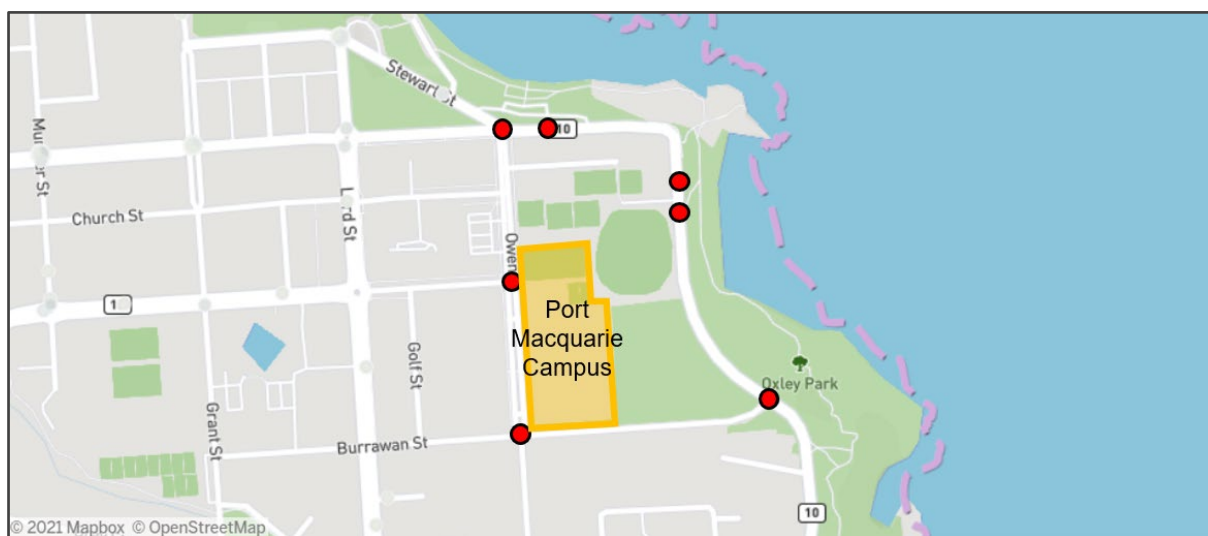 Stewart St
10
Church St
Owen
Port
Macquarie
Campus
Golf St
Oxley Park
Grant St
Burrawan St
10
© 2021 Mapbox © OpenStreetMap